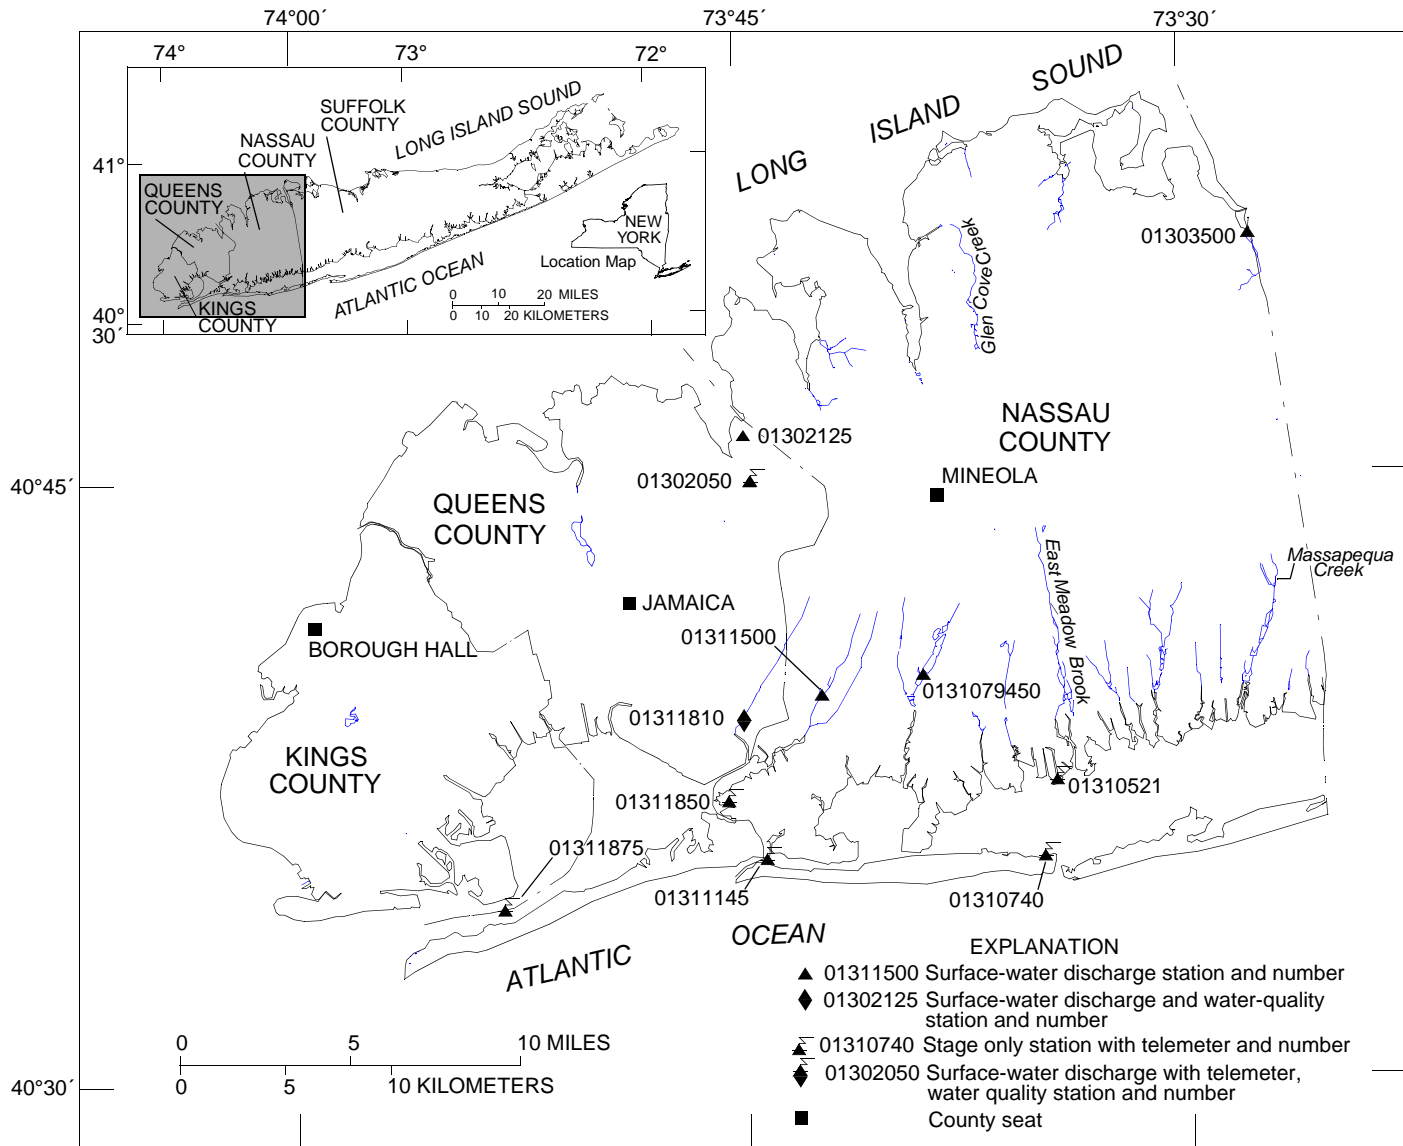 74°00´
73°45´
73°30´
74°
73°
72°
41°
40°
30´
SUFFOLK
COUNTY
NASSAU
COUNTY
QUEENS
COUNTY
KINGS
COUNTY
LONG ISLAND SOUND
ATLANTIC OCEAN
NEW
YORK
Location Map
0 10 20 MILES
0 10 20 KILOMETERS
LONG ISLAND SOUND
01303500
Glen Cove Creek
NASSAU
COUNTY
MINEOLA
01302125
01302050
40°45´
QUEENS
COUNTY
East Meadow Brook
Massapequa
Creek
JAMAICA
01311500
BOROUGH HALL
0131079450
01311810
KINGS
COUNTY
01310521
01311850
01311875
01311145
01310740
ATLANTIC OCEAN
EXPLANATION
01311500 Surface-water discharge station and number
01302125 Surface-water discharge and water-quality
station and number
01310740 Stage only station with telemeter and number
01302050 Surface-water discharge with telemeter,
water quality station and number
County seat
0 5 10 MILES
0 5 10 KILOMETERS
40°30´